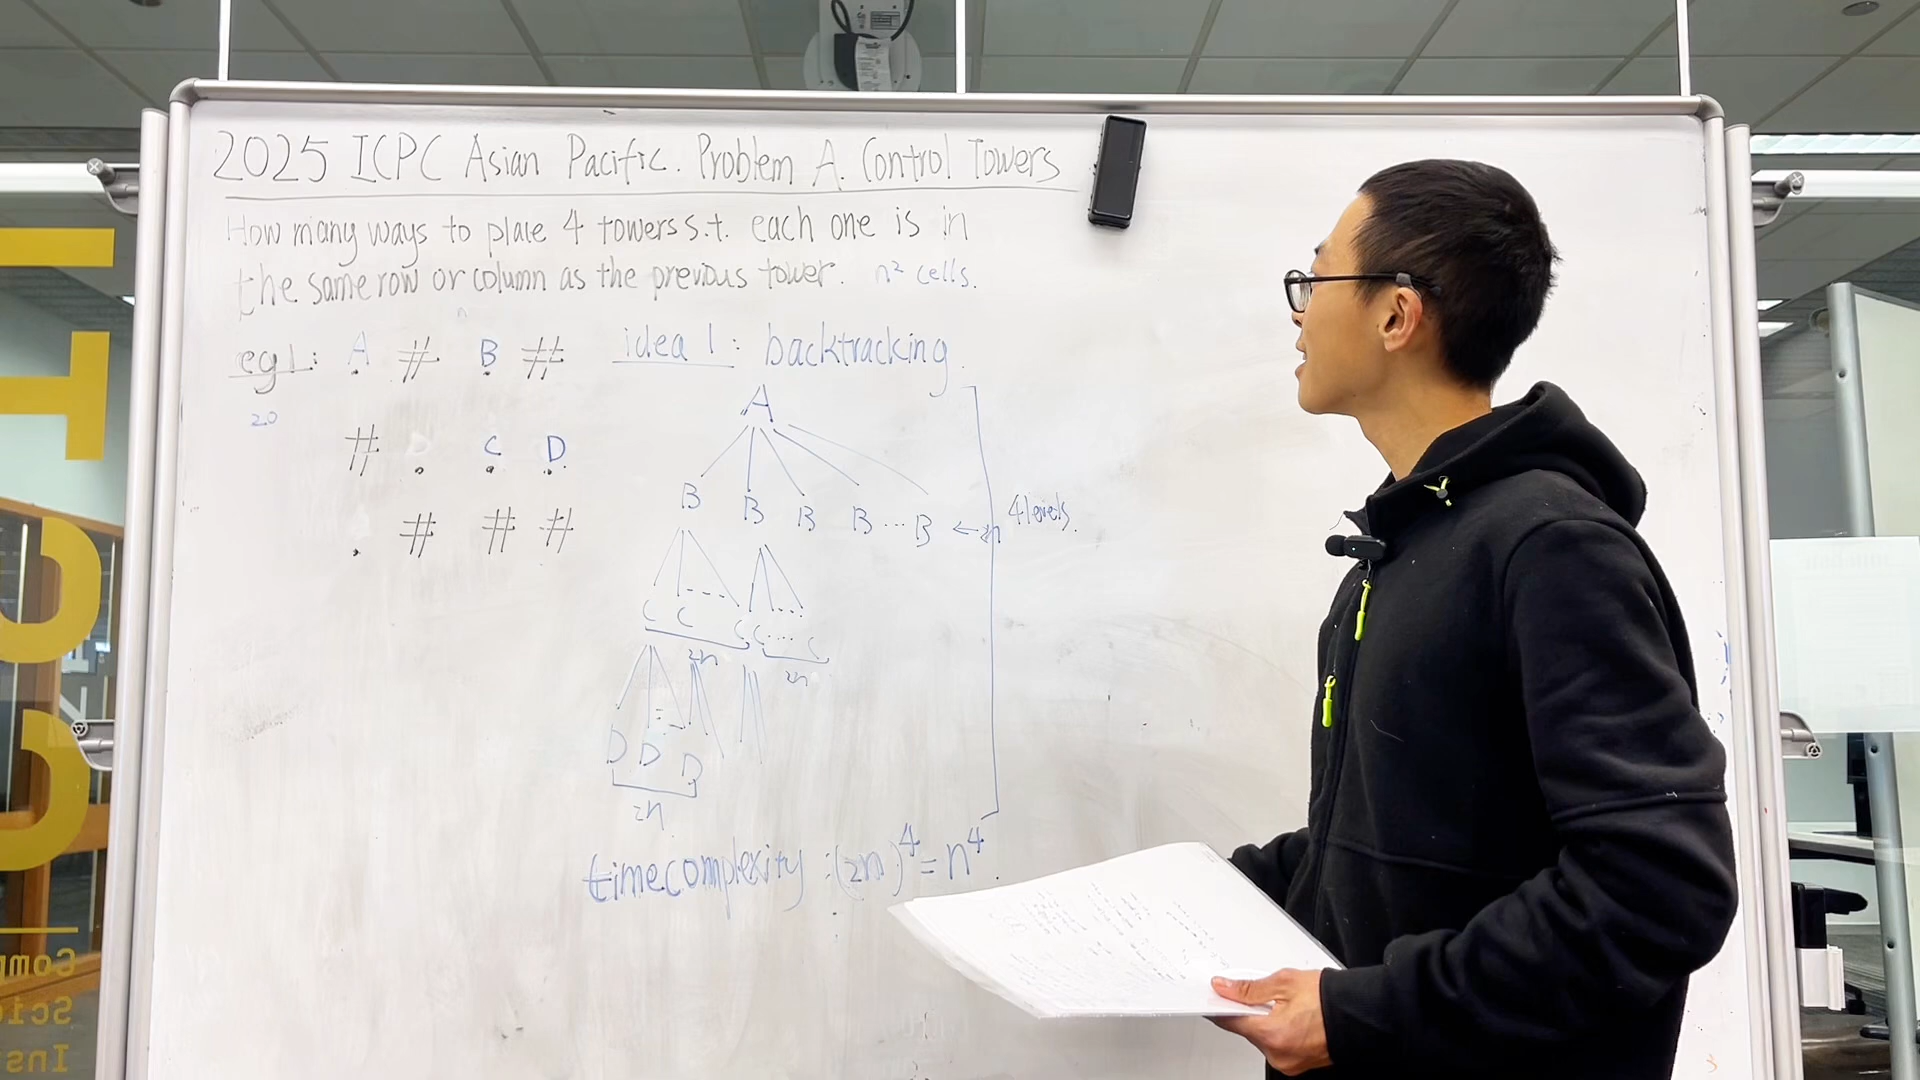 2025 ICPC Asian Pacific. Problem A. Control Towers
How many ways to place 4 towers s.t. each one is in
the same row or column as the previous tower. n² cells.
eg1: A # B #
20
# . C D
. # # #
idea 1: backtracking.
A
B B B B ... B ← 2n
4 levels.
C C C C .... C
2n 2n
D D D
2n
time complexity: (2n)⁴ = n⁴.